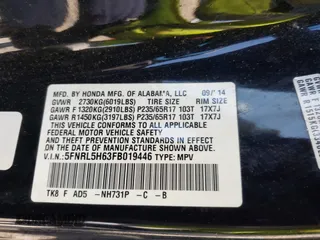 MFD. BY HONDA MFG. OF ALABAMA, LLC 09/14
GVWR 2730KG(6019LBS) TIRE SIZE RIM SIZE
GAWR F 1320KG(2910LBS) P235/65R17 103T 17X7J
GAWR R 1450KG(3197LBS) P235/65R17 103T 17X7J
THIS VEHICLE CONFORMS TO ALL APPLICABLE FEDERAL MOTOR
VEHICLE SAFETY AND THEFT PREVENTION STANDARDS IN EFFECT
ON THE DATE OF MANUFACTURE SHOWN ABOVE.
V.I.N.: 5FNRL5H63FB019446 TYPE: MPV
TK8 F AD5 -NH731P -C -B